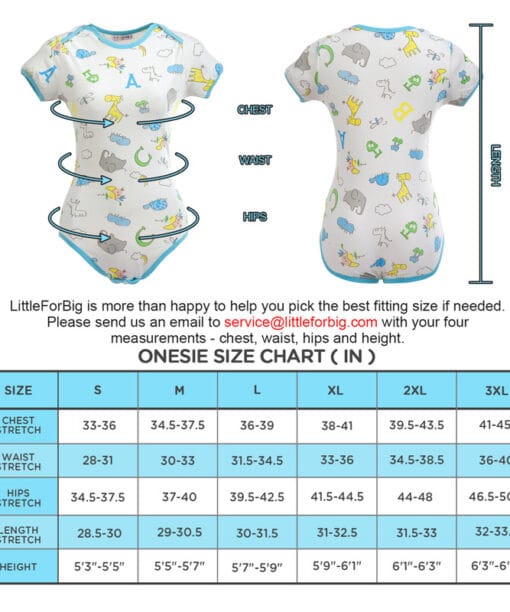 A
B
A
CHEST
WAIST
HIPS
LENGTH
LittleForBig is more than happy to help you pick the best fitting size if needed.
Please send us an email to service@littleforbig.com with your four
measurements - chest, waist, hips and height.
ONESIE SIZE CHART ( IN )
SIZE S M L XL 2XL 3XL
CHEST 33-36 34.5-37.5 36-39 38-41 39.5-43.5 41-45
STRETCH
WAIST 28-31 30-33 31.5-34.5 33-36 34.5-38.5 36-40
STRETCH
HIPS 34.5-37.5 37-40 39.5-42.5 41.5-44.5 44-48 46.5-50
STRETCH
LENGTH 28.5-30 29-30.5 30-31.5 31-32.5 31.5-33 32-33
STRETCH
HEIGHT 5'3"-5'5" 5'5"-5'7" 5'7"-5'9" 5'9"-6'1" 6'1"-6'3" 6'3"-6'